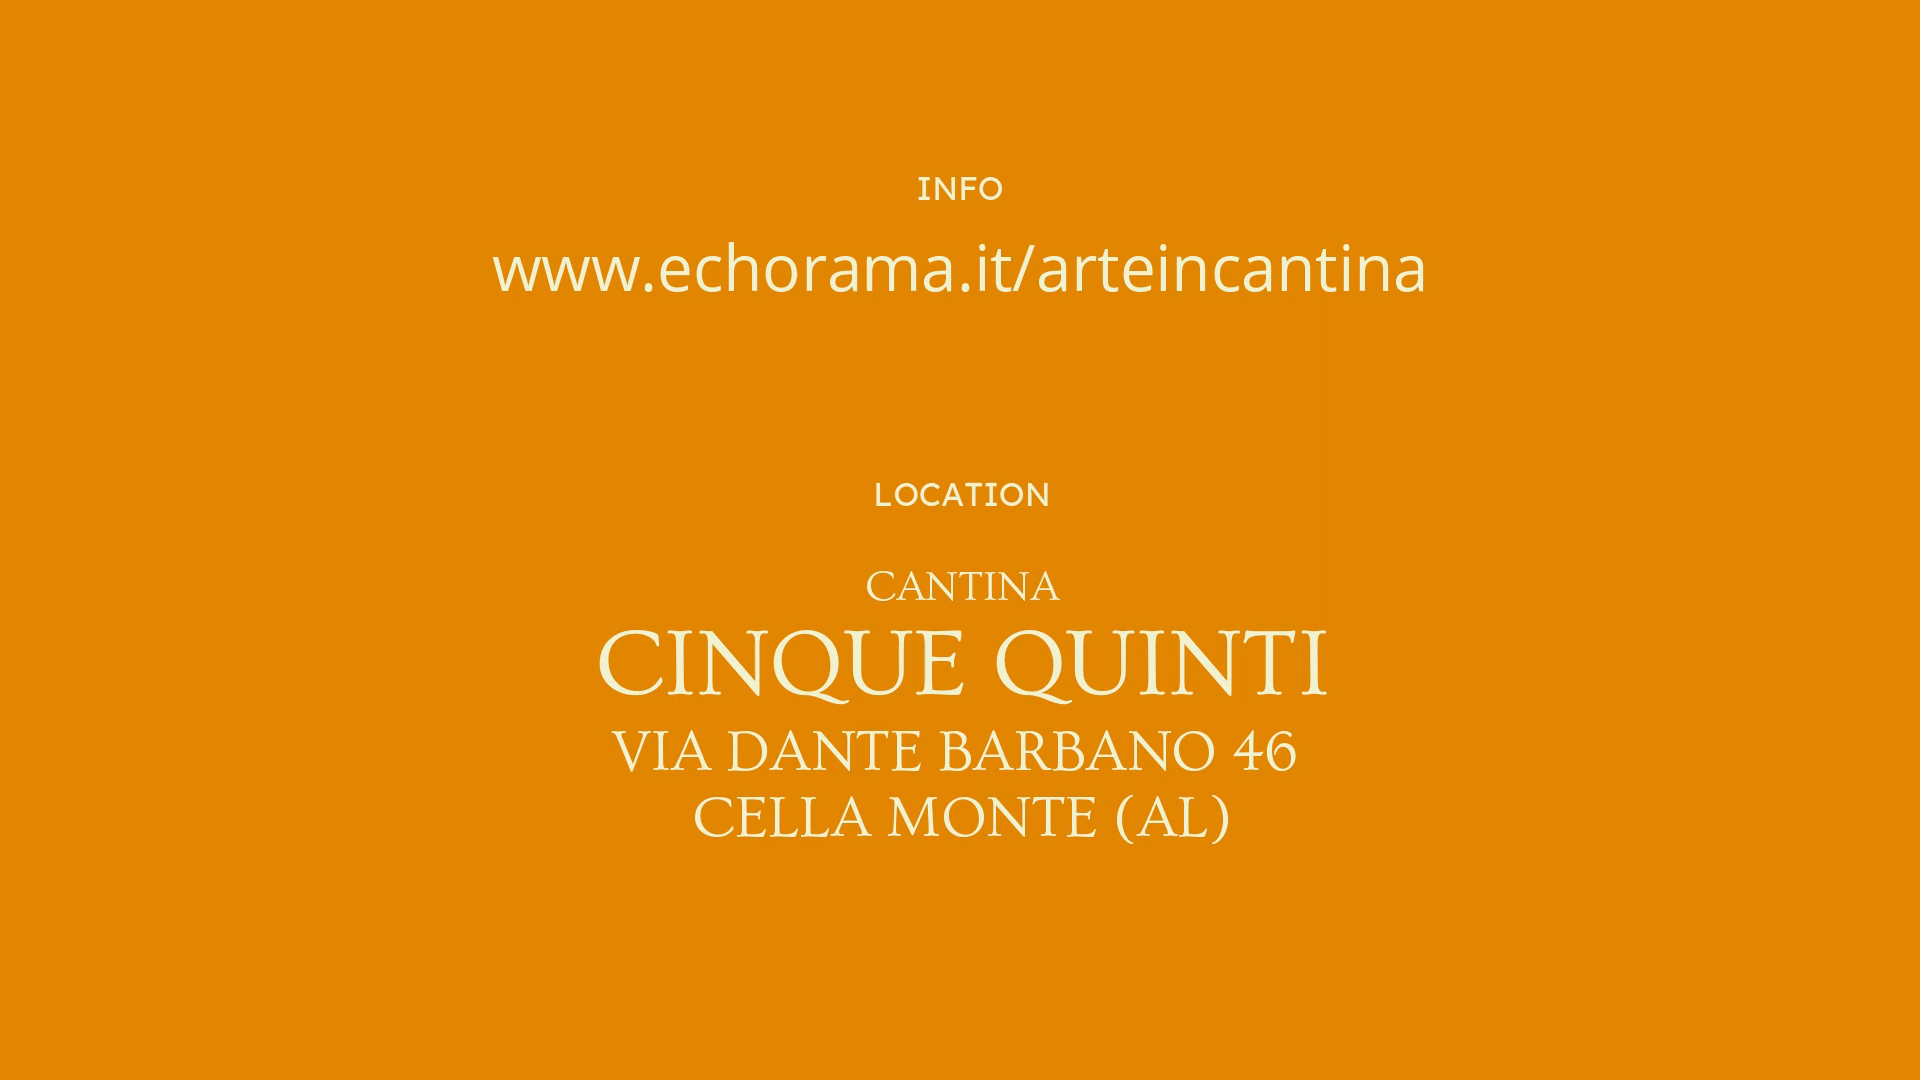 INFO
www.echorama.it/arteincantina
LOCATION
CANTINA
CINQUE QUINTI
VIA DANTE BARBANO 46
CELLA MONTE (AL)